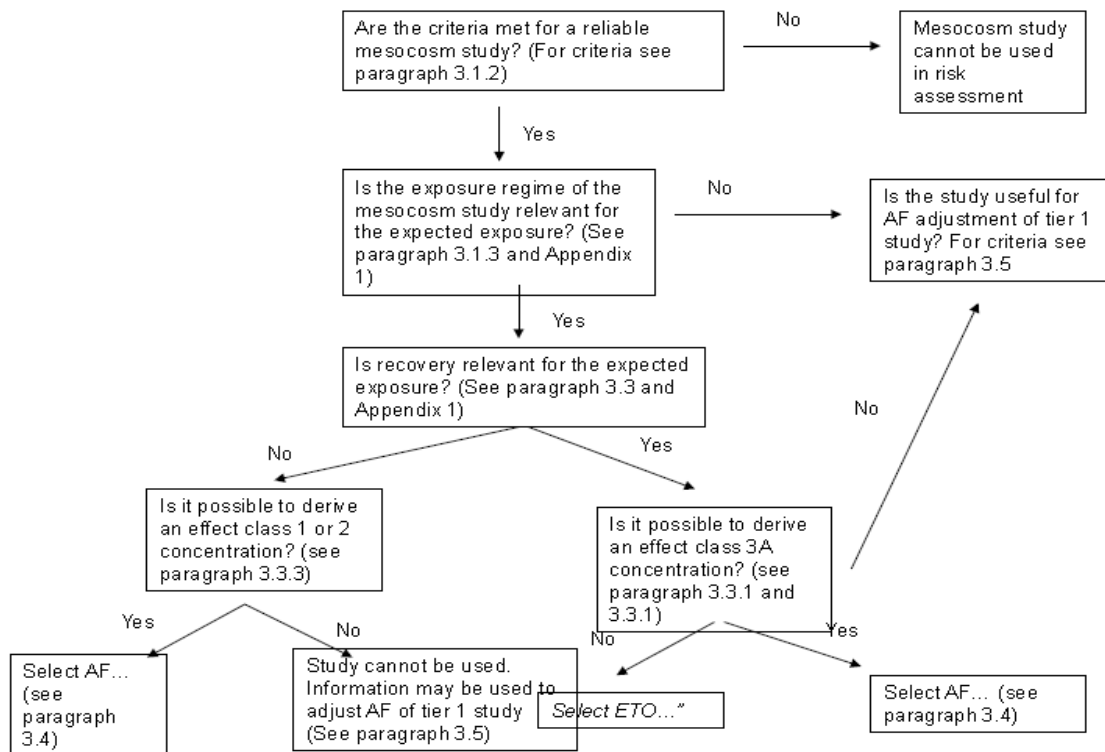 Are the criteria met for a reliable
mesocosm study? (For criteria see
paragraph 3.1.2)
No
Mesocosm study
cannot be used
in risk
assessment
Yes
Is the exposure regime of the
mesocosm study relevant for
the expected exposure? (See
paragraph 3.1.3 and Appendix
1)
No
Is the study useful for
AF adjustment of tier 1
study? For criteria see
paragraph 3.5
Yes
Is recovery relevant for the expected
exposure? (See paragraph 3.3 and
Appendix 1)
No
No
Yes
Is it possible to derive
an effect class 1 or 2
concentration? (see
paragraph 3.3.3)
Is it possible to derive
an effect class 3A
concentration? (see
paragraph 3.3.1 and
3.3.1)
Yes
No
No
Yes
Select AF... (see
paragraph
3.4)
Study cannot be used.
Information may be used to
adjust AF of tier 1 study
(See paragraph 3.5)
Select ETO..."
Select AF... (see
paragraph 3.4)